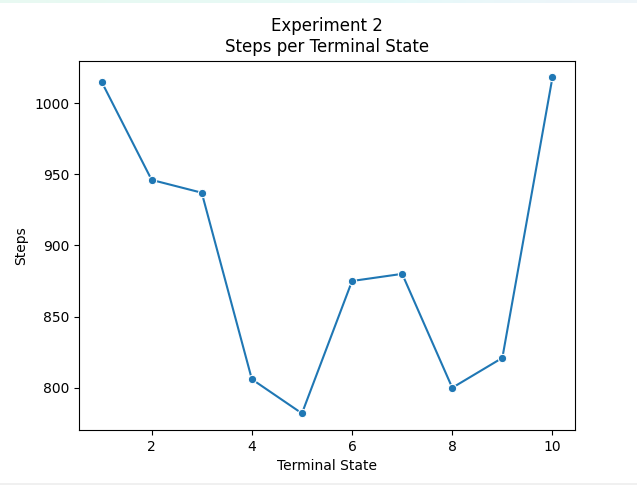 Experiment 2
Steps per Terminal State
1000
950
900
850
800
Steps
2 4 6 8 10
Terminal State